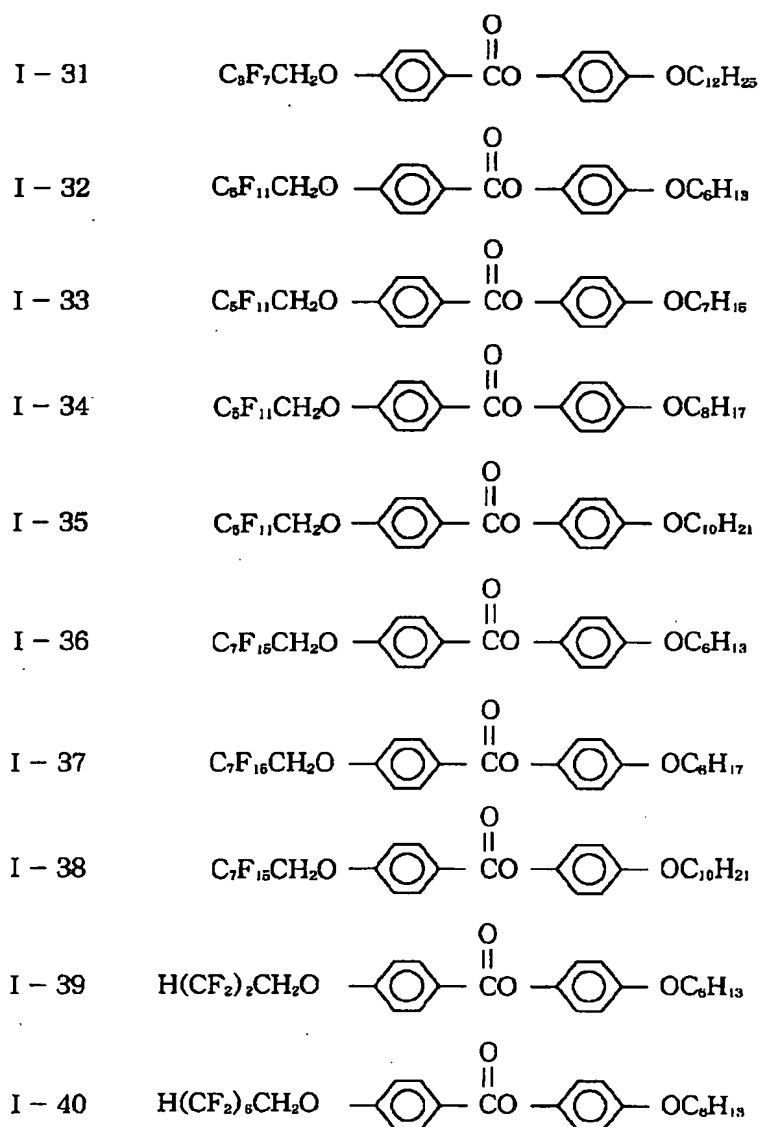 O
I – 31 C₃F₇CH₂O CO OC₁₂H₂₅
O
I – 32 C₅F₁₁CH₂O CO OC₆H₁₃
O
I – 33 C₅F₁₁CH₂O CO OC₇H₁₅
O
I – 34 C₅F₁₁CH₂O CO OC₈H₁₇
O
I – 35 C₅F₁₁CH₂O CO OC₁₀H₂₁
O
I – 36 C₇F₁₅CH₂O CO OC₆H₁₃
O
I – 37 C₇F₁₅CH₂O CO OC₈H₁₇
O
I – 38 C₇F₁₅CH₂O CO OC₁₀H₂₁
O
I – 39 H(CF₂)₂CH₂O CO OC₆H₁₃
O
I – 40 H(CF₂)₆CH₂O CO OC₆H₁₃